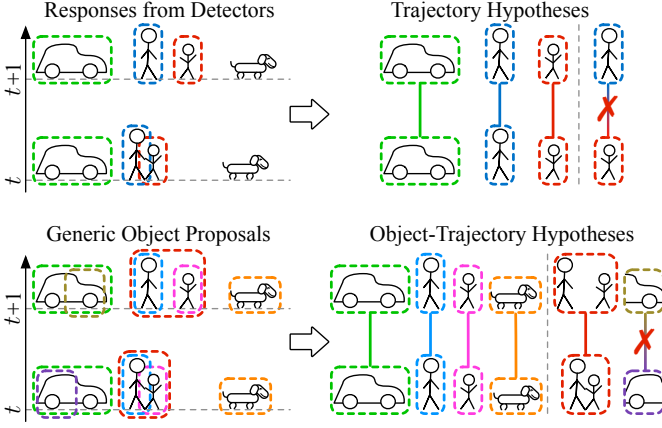 Responses from Detectors
Trajectory Hypotheses
t+1
t
Generic Object Proposals
Object-Trajectory Hypotheses
t+1
t